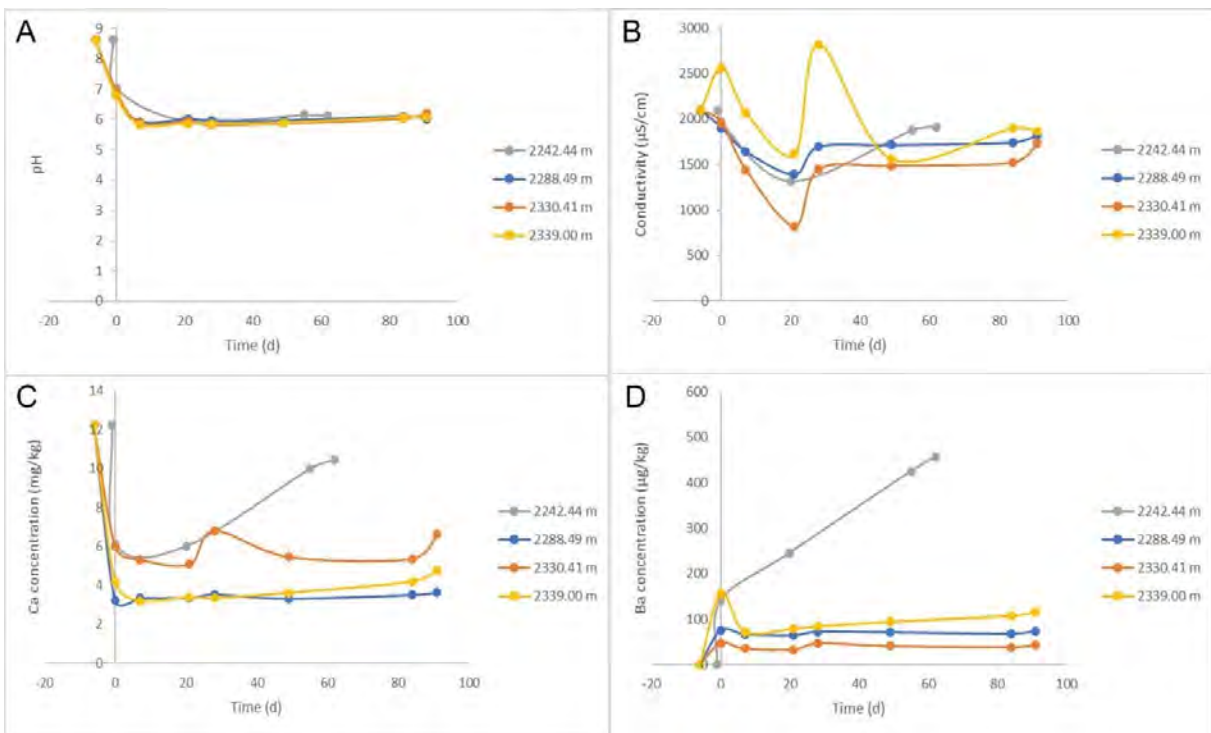 A
9
8
7
6
5
4
3
2
1
0
pH
-20 0 20 40 60 80 100
Time (d)
2242.44 m
2288.49 m
2330.41 m
2339.00 m
B
3000
2500
2000
1500
1000
500
0
Conductivity (µS/cm)
-20 0 20 40 60 80 100
Time (d)
2242.44 m
2288.49 m
2330.41 m
2339.00 m
C
14
12
10
8
6
4
2
0
Ca concentration (mg/kg)
-20 0 20 40 60 80 100
Time (d)
2242.44 m
2288.49 m
2330.41 m
2339.00 m
D
600
500
400
300
200
100
0
Ba concentration (µg/kg)
-20 0 20 40 60 80 100
Time (d)
2242.44 m
2288.49 m
2330.41 m
2339.00 m